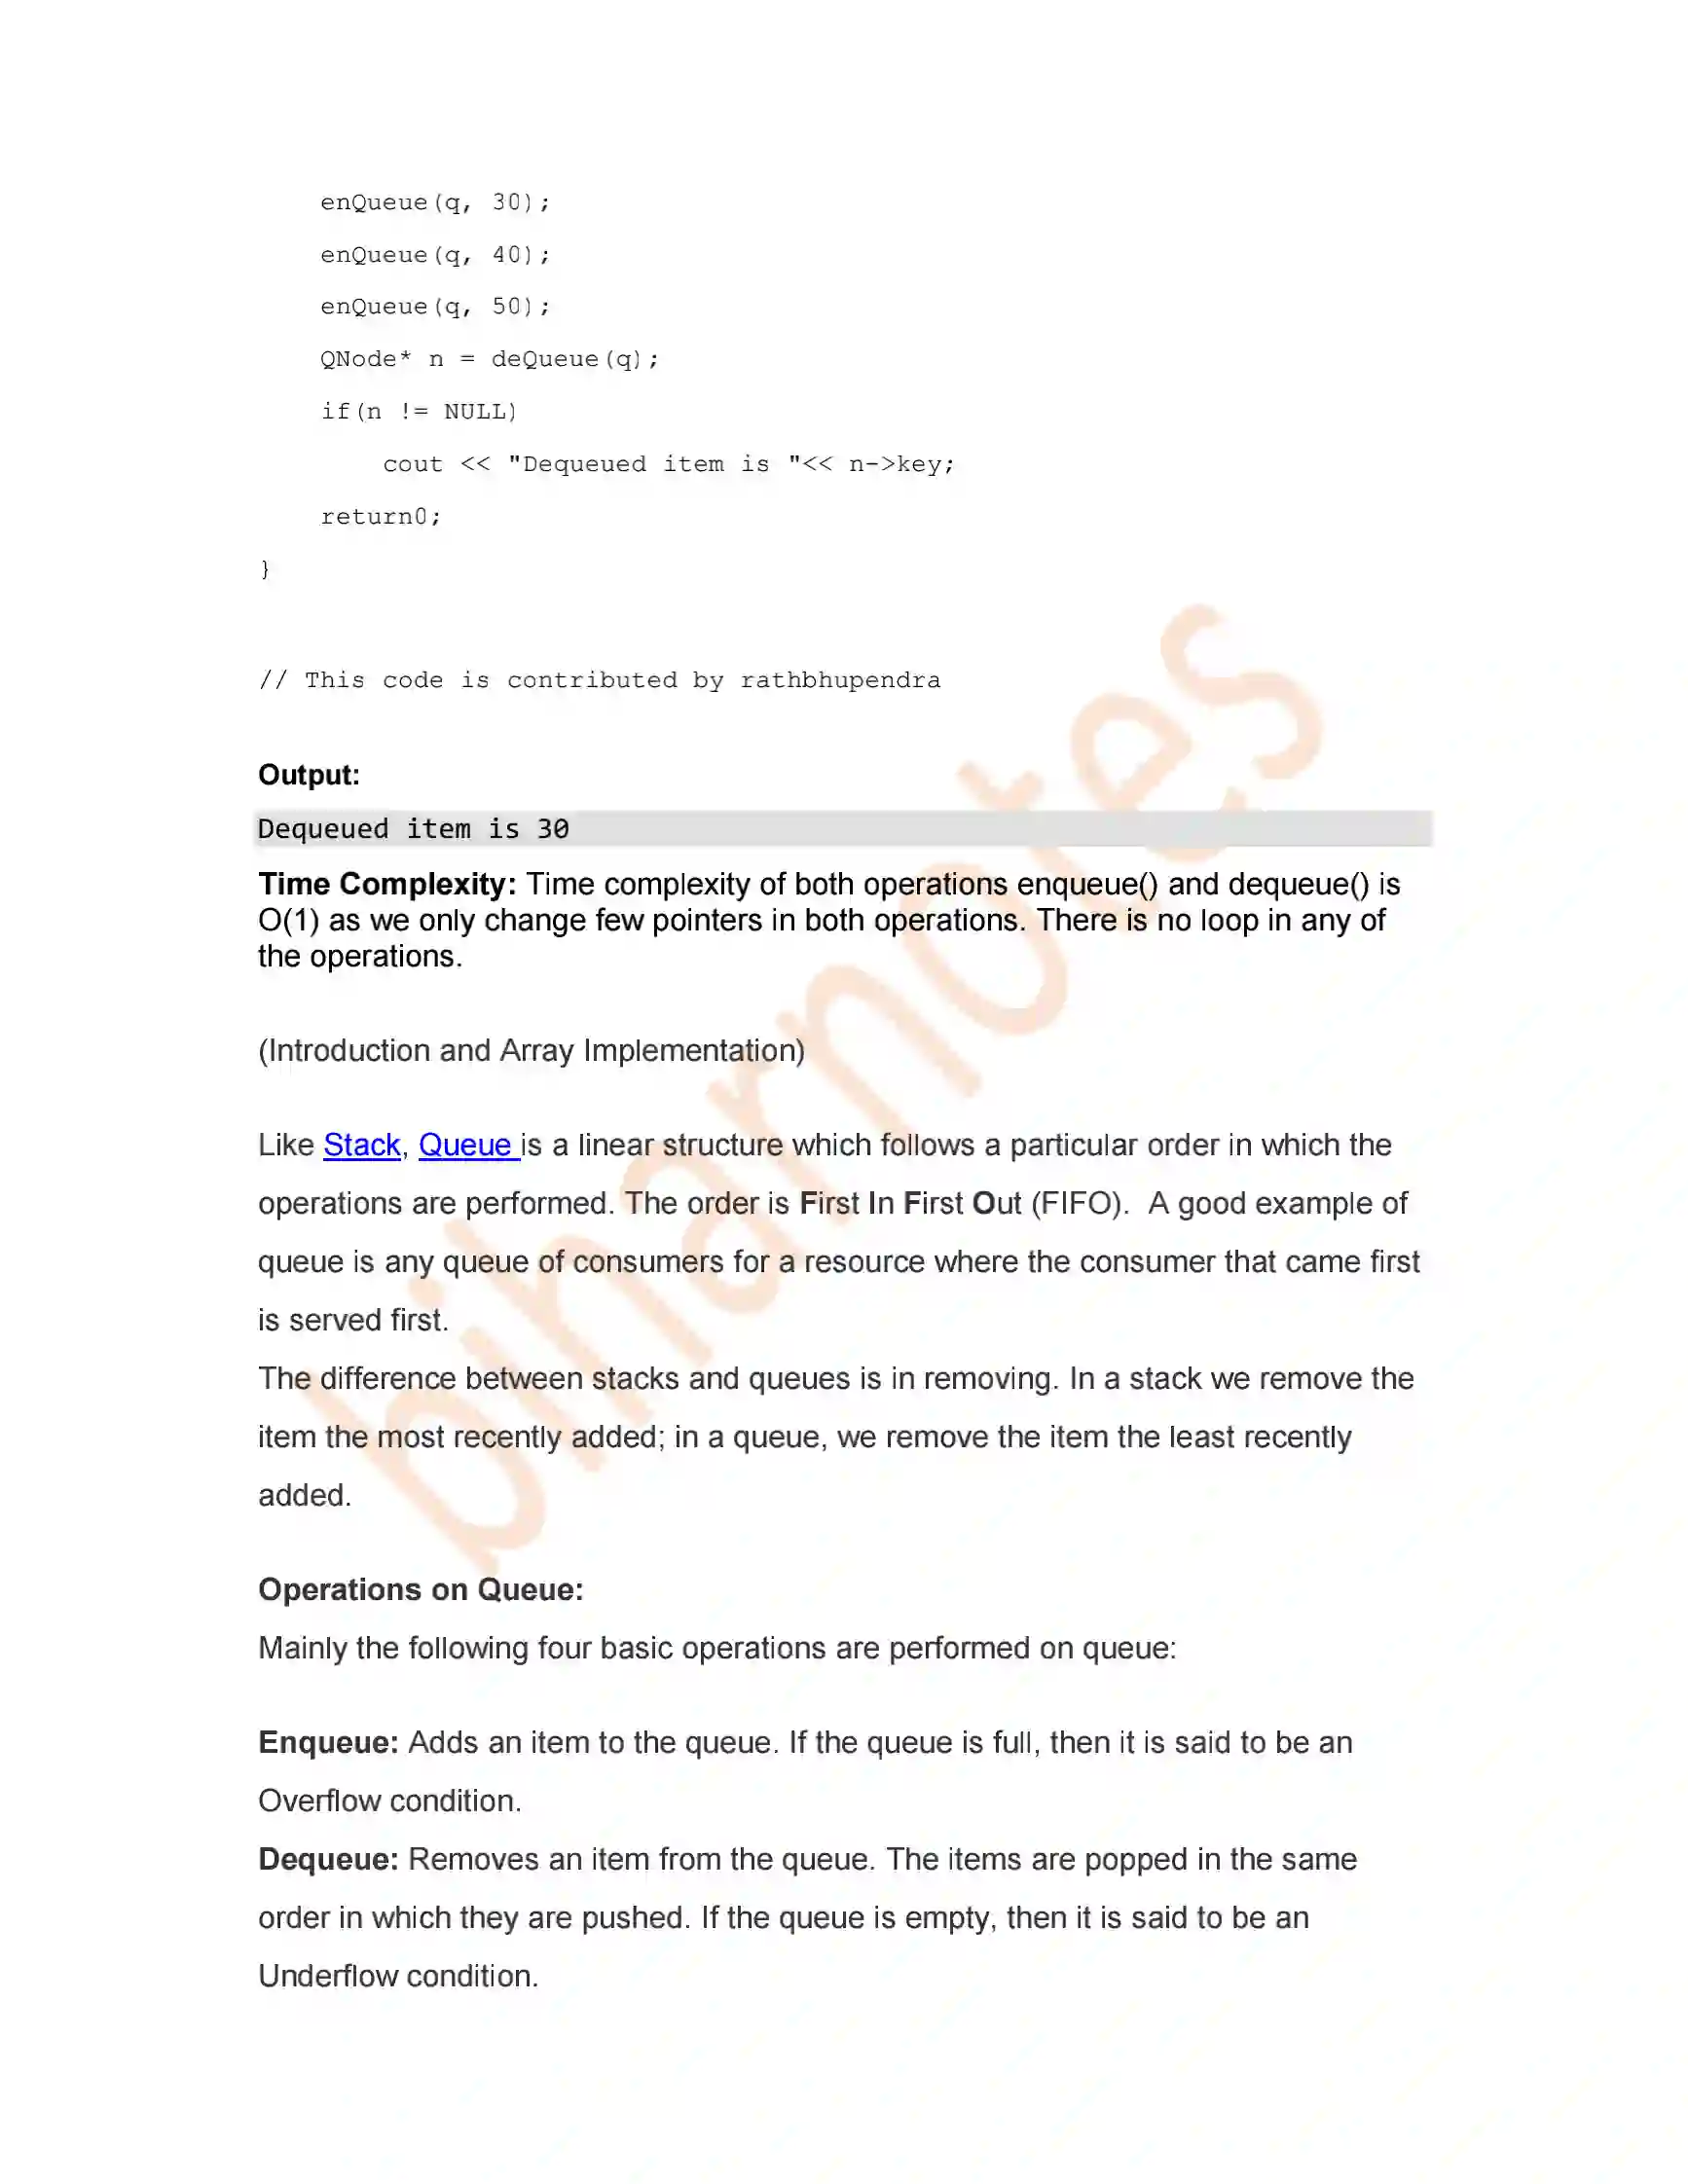 enQueue(q, 30);
enQueue(q, 40);
enQueue(q, 50);
QNode* n = deQueue(q);
if(n != NULL)
cout << "Dequeued item is "<< n->key;
return0;
}
// This code is contributed by rathbhupendra
Output:
Dequeued item is 30
Time Complexity: Time complexity of both operations enqueue() and dequeue() is
O(1) as we only change few pointers in both operations. There is no loop in any of
the operations.
(Introduction and Array Implementation)
Like Stack, Queue is a linear structure which follows a particular order in which the
operations are performed. The order is First In First Out (FIFO).  A good example of
queue is any queue of consumers for a resource where the consumer that came first
is served first.
The difference between stacks and queues is in removing. In a stack we remove the
item the most recently added; in a queue, we remove the item the least recently
added.
Operations on Queue:
Mainly the following four basic operations are performed on queue:
Enqueue: Adds an item to the queue. If the queue is full, then it is said to be an
Overflow condition.
Dequeue: Removes an item from the queue. The items are popped in the same
order in which they are pushed. If the queue is empty, then it is said to be an
Underflow condition.
biharnotes